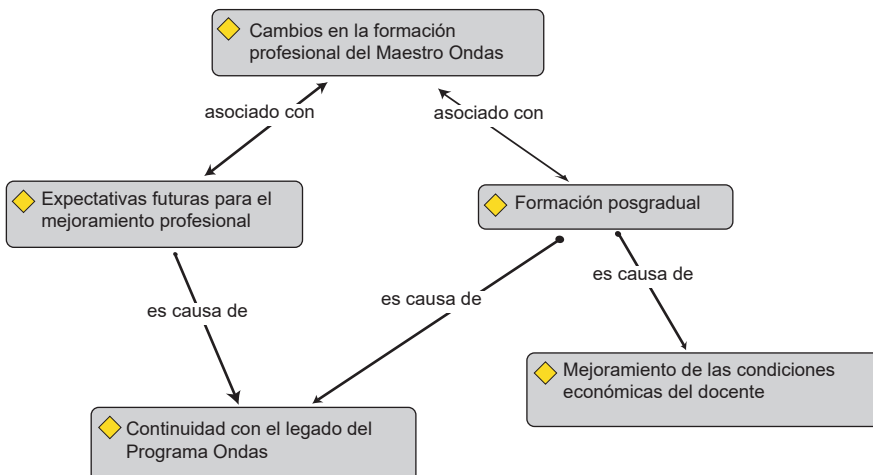 Cambios en la formación
profesional del Maestro Ondas
asociado con
asociado con
Expectativas futuras para el
mejoramiento profesional
Formación posgradual
es causa de
es causa de
es causa de
Mejoramiento de las condiciones
económicas del docente
Continuidad con el legado del
Programa Ondas